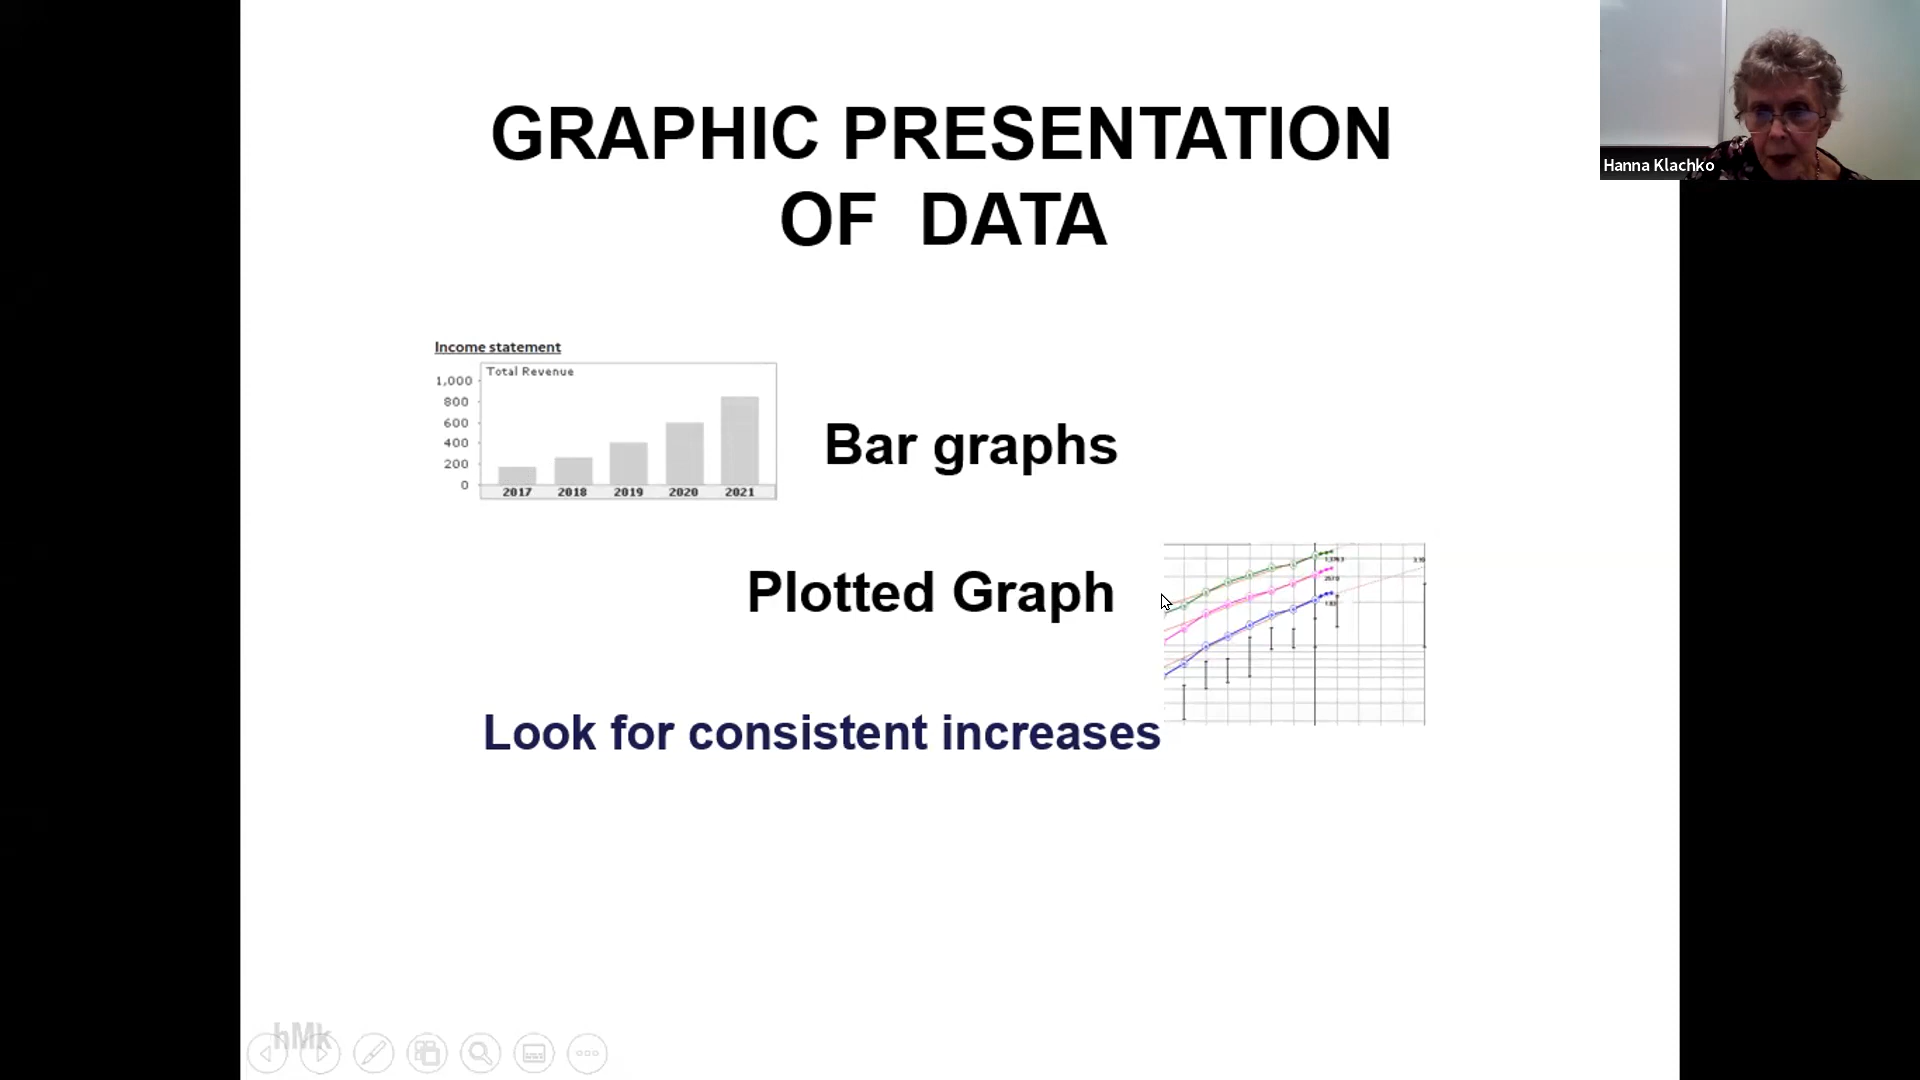 GRAPHIC PRESENTATION
OF DATA
Hanna Klachko
Income statement
Total Revenue
1,000
800
600
400
200
0
2017 2018 2019 2020 2021
Bar graphs
Plotted Graph
Look for consistent increases
hMk